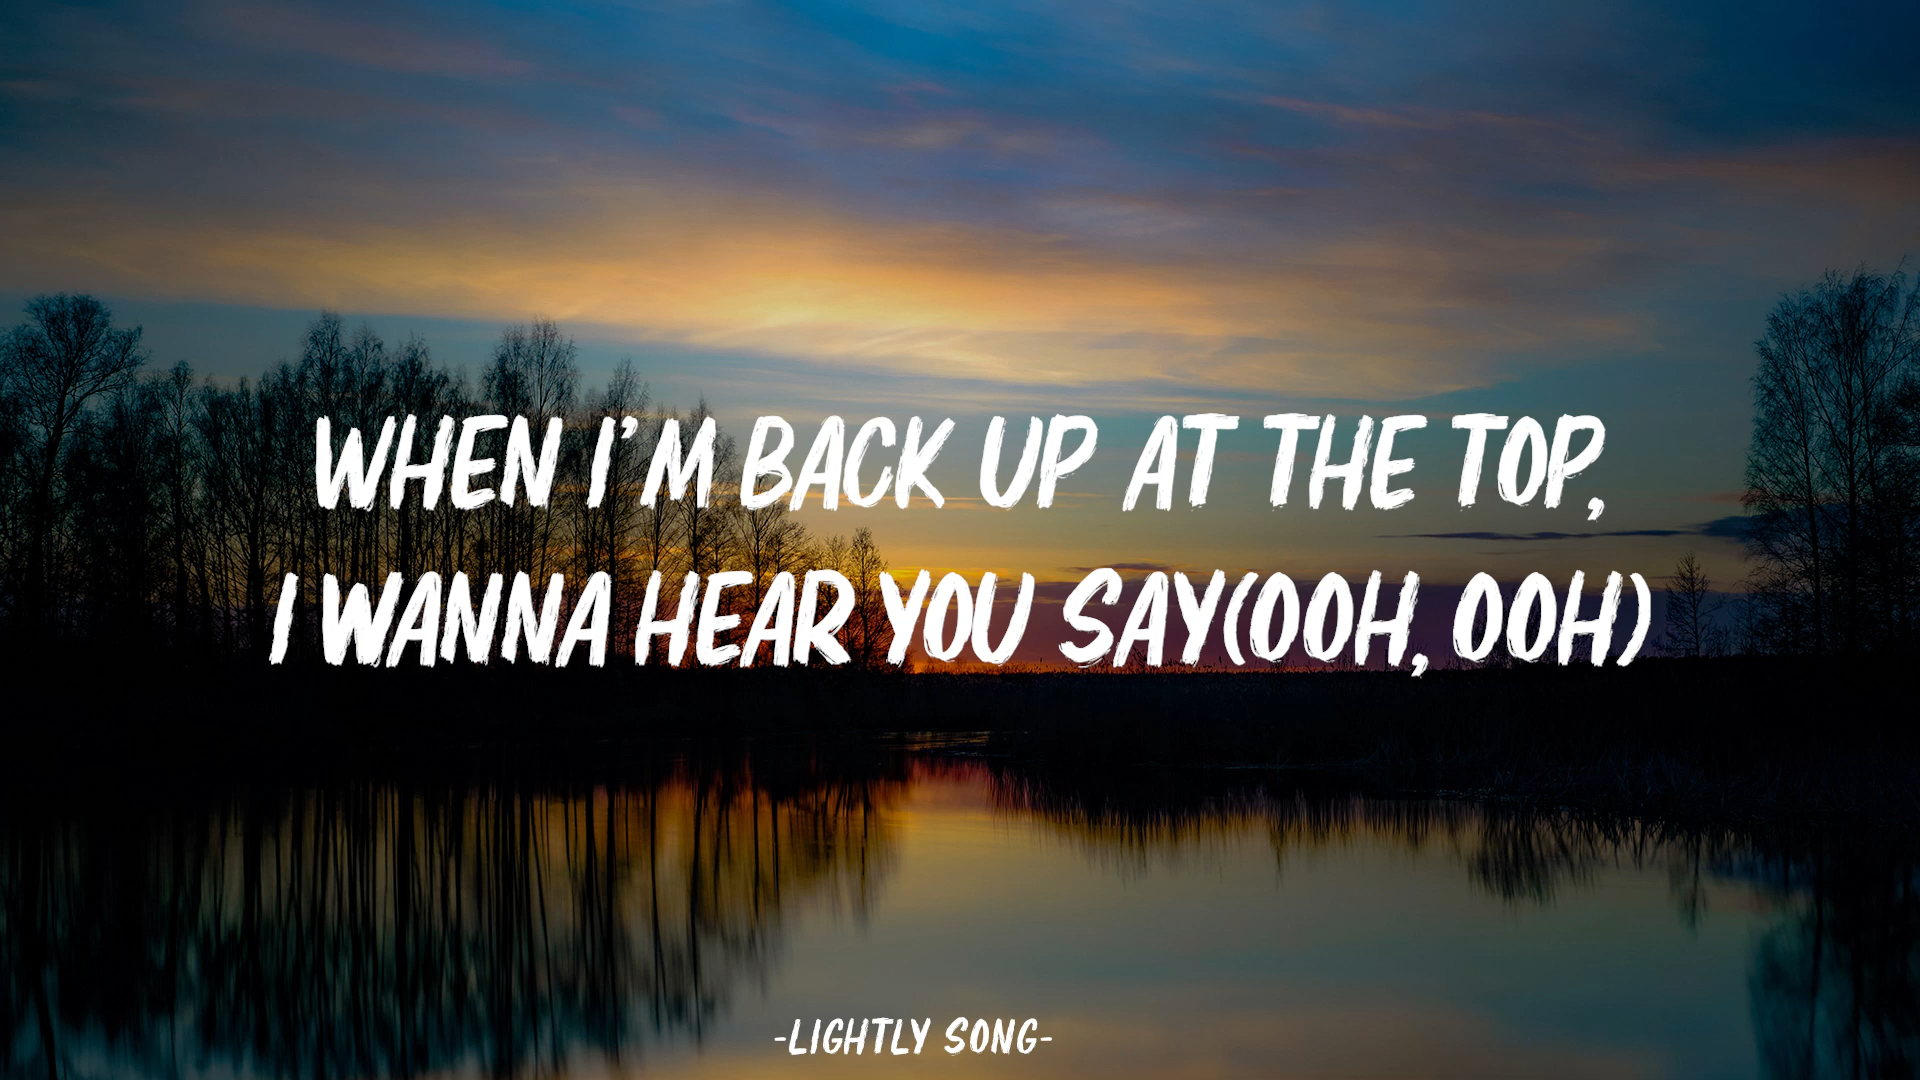 WHEN I'M BACK UP AT THE TOP,
I WANNA HEAR YOU SAY(OOH, OOH)
-LIGHTLY SONG-